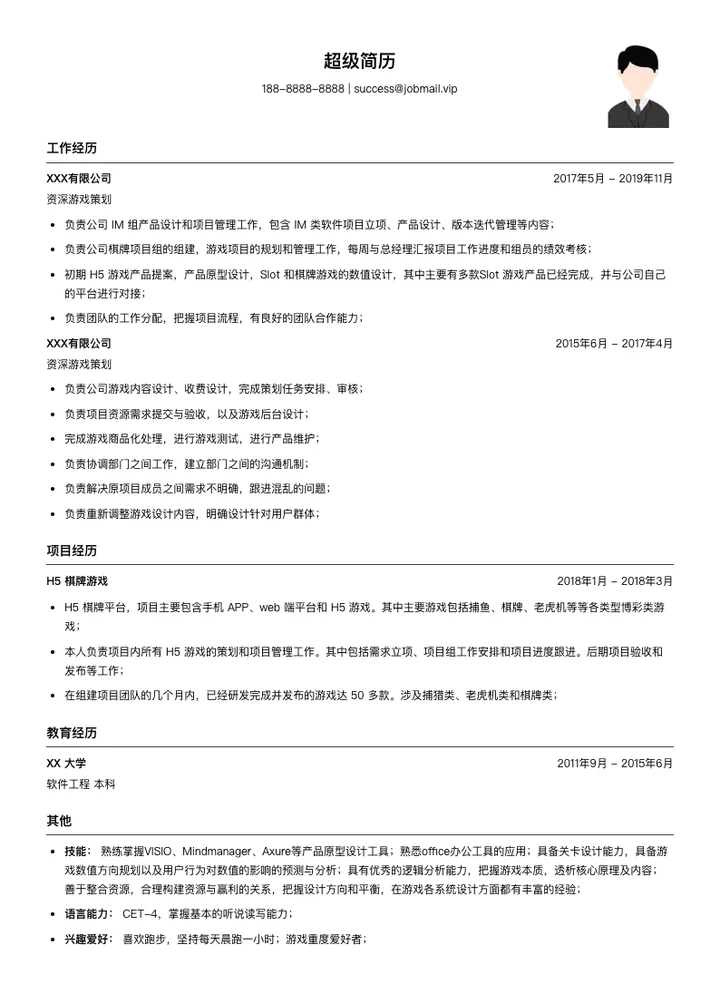 超级简历
188-8888-8888 | success@jobmail.vip
工作经历
XXX有限公司 2017年5月 - 2019年11月
资深游戏策划
• 负责公司 IM 组产品设计和项目管理工作，包含 IM 类软件项目立项、产品设计、版本迭代管理等内容；
• 负责公司棋牌项目组的组建，游戏项目的规划和管理工作，每周与总经理汇报项目工作进度和组员的绩效考核；
• 初期 H5 游戏产品提案，产品原型设计，Slot 和棋牌游戏的数值设计，其中主要有多款Slot 游戏产品已经完成，并与公司自己
的平台进行对接；
• 负责团队的工作分配，把握项目流程，有良好的团队合作能力；
XXX有限公司 2015年6月 - 2017年4月
资深游戏策划
• 负责公司游戏内容设计、收费设计，完成策划任务安排、审核；
• 负责项目资源需求提交与验收，以及游戏后台设计；
• 完成游戏商品化处理，进行游戏测试，进行产品维护；
• 负责协调部门之间工作，建立部门之间的沟通机制；
• 负责解决原项目成员之间需求不明确，跟进混乱的问题；
• 负责重新调整游戏设计内容，明确设计针对用户群体；
项目经历
H5 棋牌游戏 2018年1月 - 2018年3月
• H5 棋牌平台，项目主要包含手机 APP、web 端平台和 H5 游戏。其中主要游戏包括捕鱼、棋牌、老虎机等等各类型博彩类游
戏；
• 本人负责项目内所有 H5 游戏的策划和项目管理工作。其中包括需求立项、项目组工作安排和项目进度跟进。后期项目验收和
发布等工作；
• 在组建项目团队的几个月内，已经研发完成并发布的游戏达 50 多款。涉及捕猎类、老虎机类和棋牌类；
教育经历
XX 大学 2011年9月 - 2015年6月
软件工程 本科
其他
• 技能： 熟练掌握VISIO、Mindmanager、Axure等产品原型设计工具；熟悉office办公工具的应用；具备关卡设计能力，具备游
戏数值方向规划以及用户行为对数值的影响的预测与分析；具有优秀的逻辑分析能力，把握游戏本质，透析核心原理及内容；
善于整合资源，合理构建资源与赢利的关系，把握设计方向和平衡，在游戏各系统设计方面都有丰富的经验；
• 语言能力： CET-4，掌握基本的听说读写能力；
• 兴趣爱好： 喜欢跑步，坚持每天晨跑一小时；游戏重度爱好者；